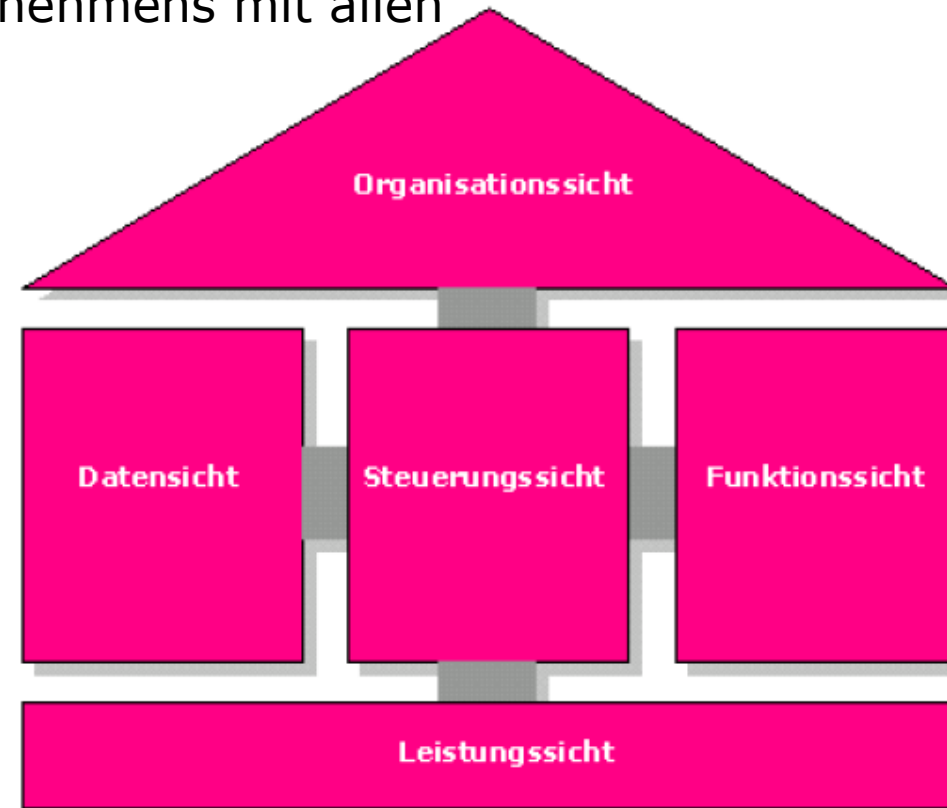 nehmens mit allen
Organisationssicht
Datensicht Steuerungssicht Funktionssicht
Leistungssicht